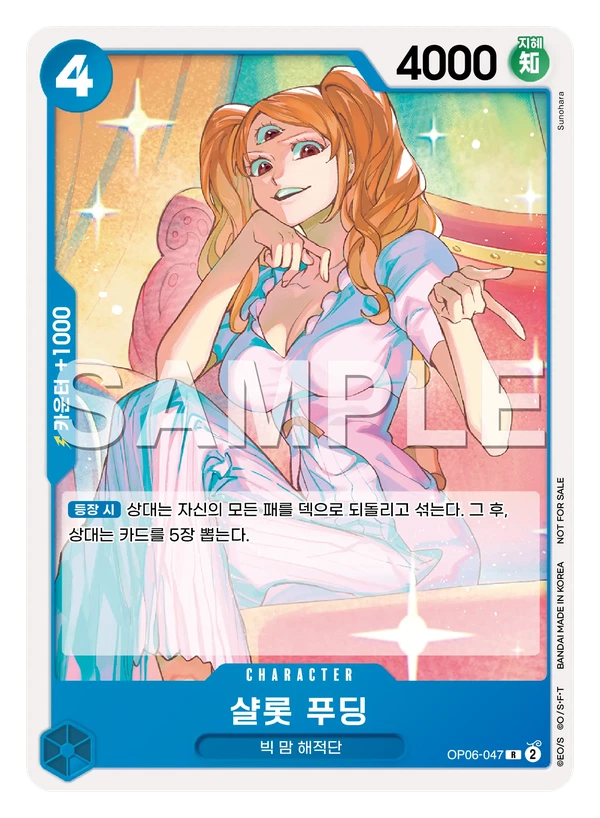 4
4000
지혜
知
Sunohara
카운터 +1000
SAMPLE
등장 시 상대는 자신의 모든 패를 덱으로 되돌리고 섞는다. 그 후,
상대는 카드를 5장 뽑는다.
CHARACTER
샬롯 푸딩
빅 맘 해적단
OP06-047 R 2
©EO/S ©O/S·F·T BANDAI MADE IN KOREA NOT FOR SALE